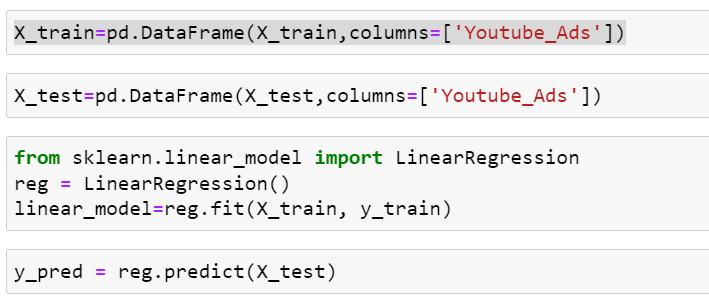 X_train=pd.DataFrame(X_train,columns=['Youtube_Ads'])
X_test=pd.DataFrame(X_test,columns=['Youtube_Ads'])
from sklearn.linear_model import LinearRegression
reg = LinearRegression()
linear_model=reg.fit(X_train, y_train)
y_pred = reg.predict(X_test)